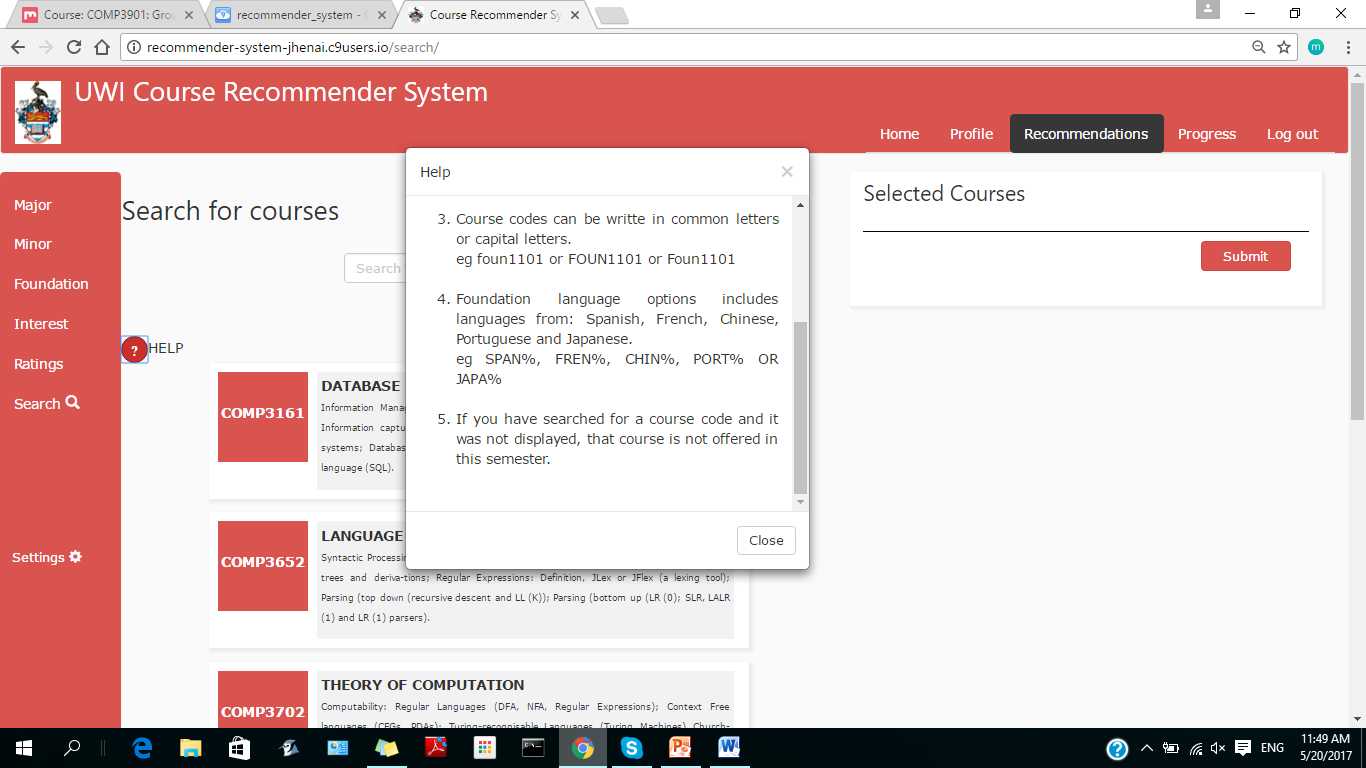 Course: COMP3901: Grou
recommender_system - C
Course Recommender Sy
recommender-system-jhenai.c9users.io/search/
m
UWI Course Recommender System
Home Profile Recommendations Progress Log out
Major
Minor
Foundation
Interest
Ratings
Search
Settings
Search for courses
Search
? HELP
COMP3161
DATABASE
Information Manag
Information captu
systems; Databas
language (SQL).
COMP3652
LANGUAGE
Syntactic Processin
trees and deriva-tions; Regular Expressions: Definition, JLex or JFlex (a lexing tool);
Parsing (top down (recursive descent and LL (K)); Parsing (bottom up (LR (0); SLR, LALR
(1) and LR (1) parsers).
COMP3702
THEORY OF COMPUTATION
Computability: Regular Languages (DFA, NFA, Regular Expressions); Context Free
languages (CFGs, PDAs); Turing-recognisable Languages (Turing Machines) Church-
Help ×
3. Course codes can be writte in common letters
or capital letters.
eg foun1101 or FOUN1101 or Foun1101
4. Foundation language options includes
languages from: Spanish, French, Chinese,
Portuguese and Japanese.
eg SPAN%, FREN%, CHIN%, PORT% OR
JAPA%
5. If you have searched for a course code and it
was not displayed, that course is not offered in
this semester.
Close
Selected Courses
Submit
ENG
11:49 AM
5/20/2017